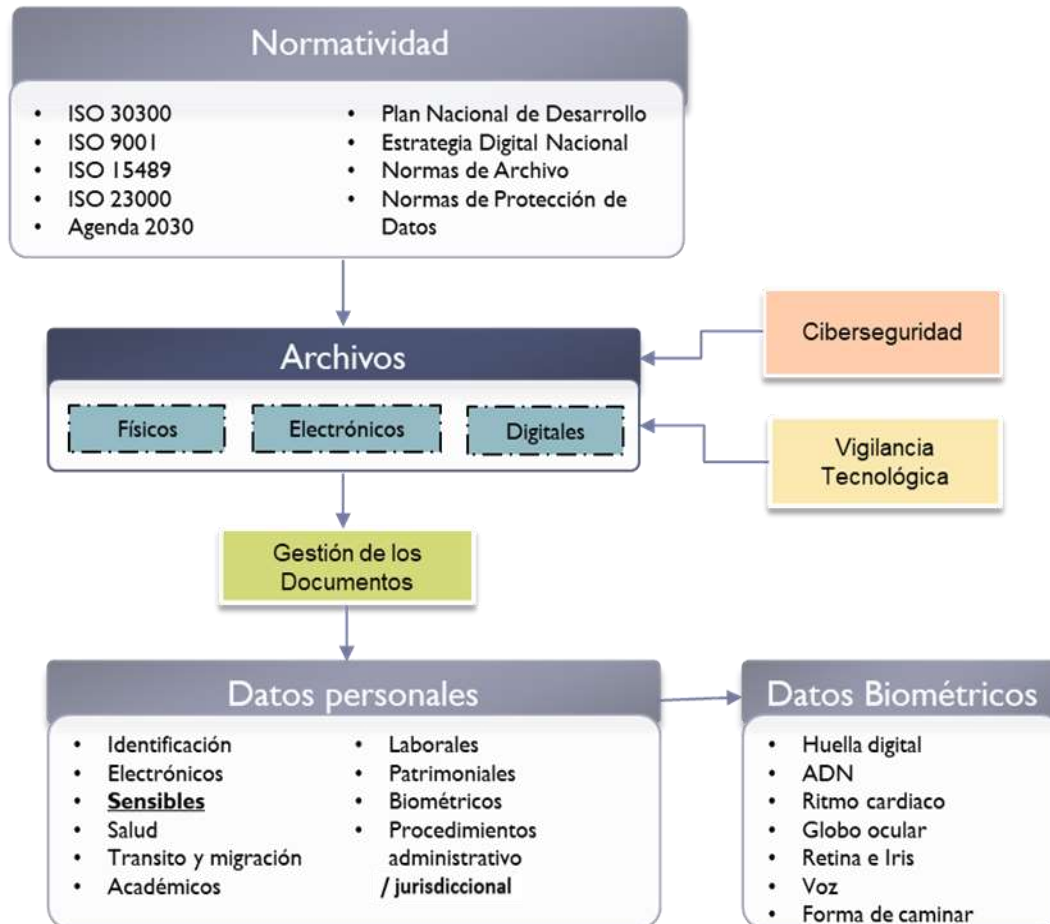 Normatividad
• ISO 30300
• ISO 9001
• ISO 15489
• ISO 23000
• Agenda 2030
• Plan Nacional de Desarrollo
• Estrategia Digital Nacional
• Normas de Archivo
• Normas de Protección de
Datos
Ciberseguridad
Archivos
Físicos
Electrónicos
Digitales
Vigilancia
Tecnológica
Gestión de los
Documentos
Datos personales
• Identificación
• Electrónicos
• Sensibles
• Salud
• Transito y migración
• Académicos
• Laborales
• Patrimoniales
• Biométricos
• Procedimientos
administrativo
/ jurisdiccional
Datos Biométricos
• Huella digital
• ADN
• Ritmo cardiaco
• Globo ocular
• Retina e Iris
• Voz
• Forma de caminar